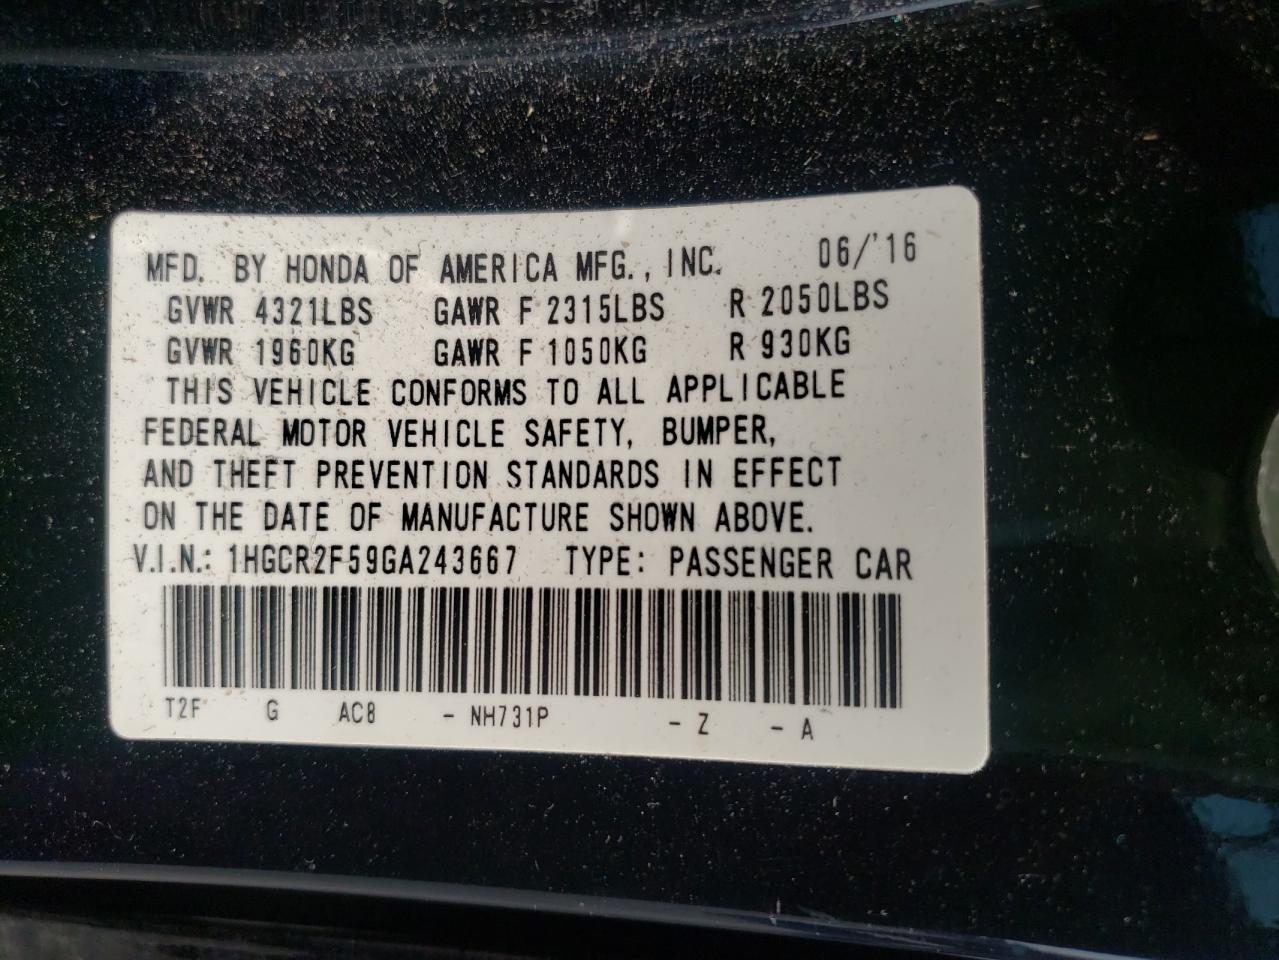 MFD. BY HONDA OF AMERICA MFG., INC. 06/'16
GVWR 4321LBS GAWR F 2315LBS R 2050LBS
GVWR 1960KG GAWR F 1050KG R 930KG
THIS VEHICLE CONFORMS TO ALL APPLICABLE
FEDERAL MOTOR VEHICLE SAFETY, BUMPER,
AND THEFT PREVENTION STANDARDS IN EFFECT
ON THE DATE OF MANUFACTURE SHOWN ABOVE.
V.I.N.: 1HGCR2F59GA243667 TYPE: PASSENGER CAR
T2F G AC8 - NH731P - Z - A